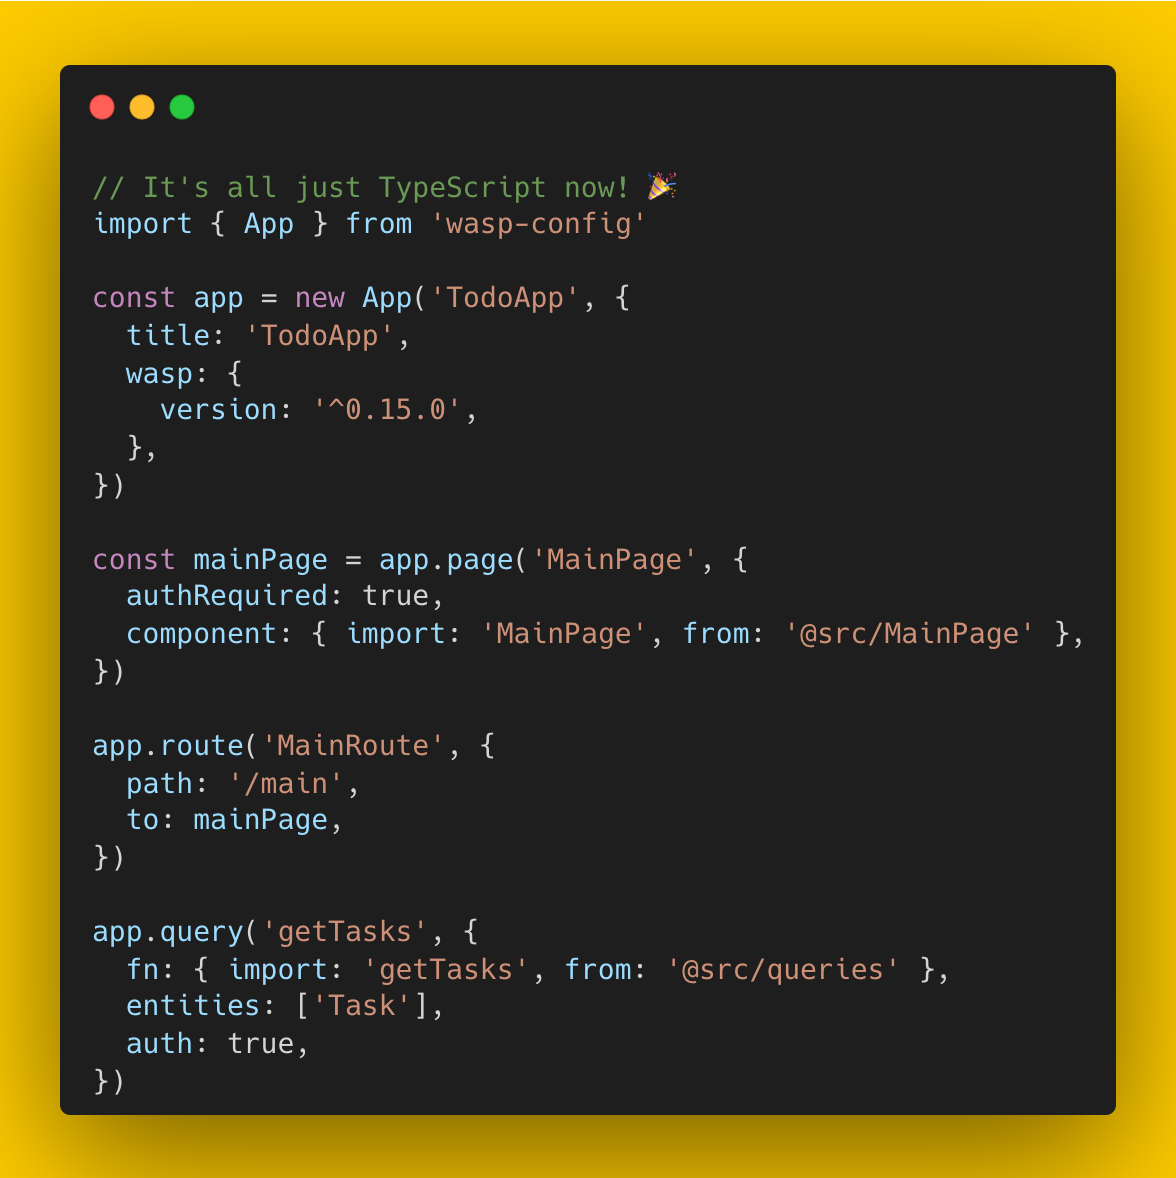 // It's all just TypeScript now! 🎉
import { App } from 'wasp-config'

const app = new App('TodoApp', {
  title: 'TodoApp',
  wasp: {
    version: '^0.15.0',
  },
})

const mainPage = app.page('MainPage', {
  authRequired: true,
  component: { import: 'MainPage', from: '@src/MainPage' },
})

app.route('MainRoute', {
  path: '/main',
  to: mainPage,
})

app.query('getTasks', {
  fn: { import: 'getTasks', from: '@src/queries' },
  entities: ['Task'],
  auth: true,
})